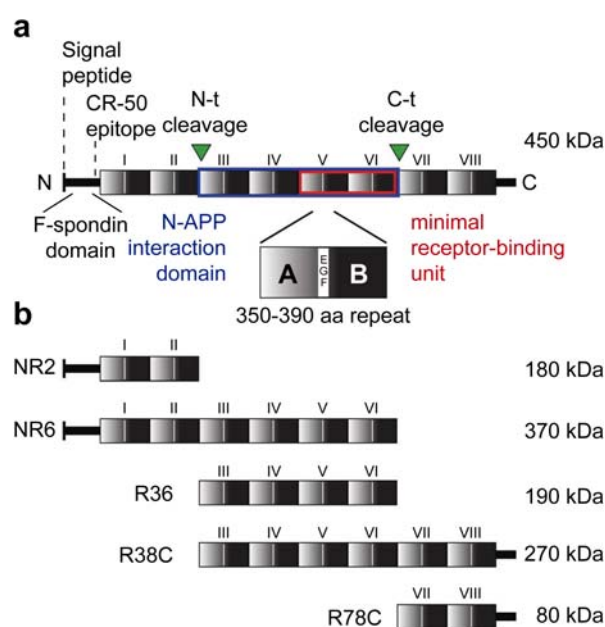 a
Signal
peptide
CR-50
epitope
N-t
cleavage
C-t
cleavage
450 kDa
I II III IV V VI VII VIII
N C
F-spondin
domain
N-APP
interaction
domain
minimal
receptor-binding
unit
A EGF B
350-390 aa repeat
b
I II
NR2 180 kDa
I II III IV V VI
NR6 370 kDa
III IV V VI
R36 190 kDa
III IV V VI VII VIII
R38C 270 kDa
VII VIII
R78C 80 kDa